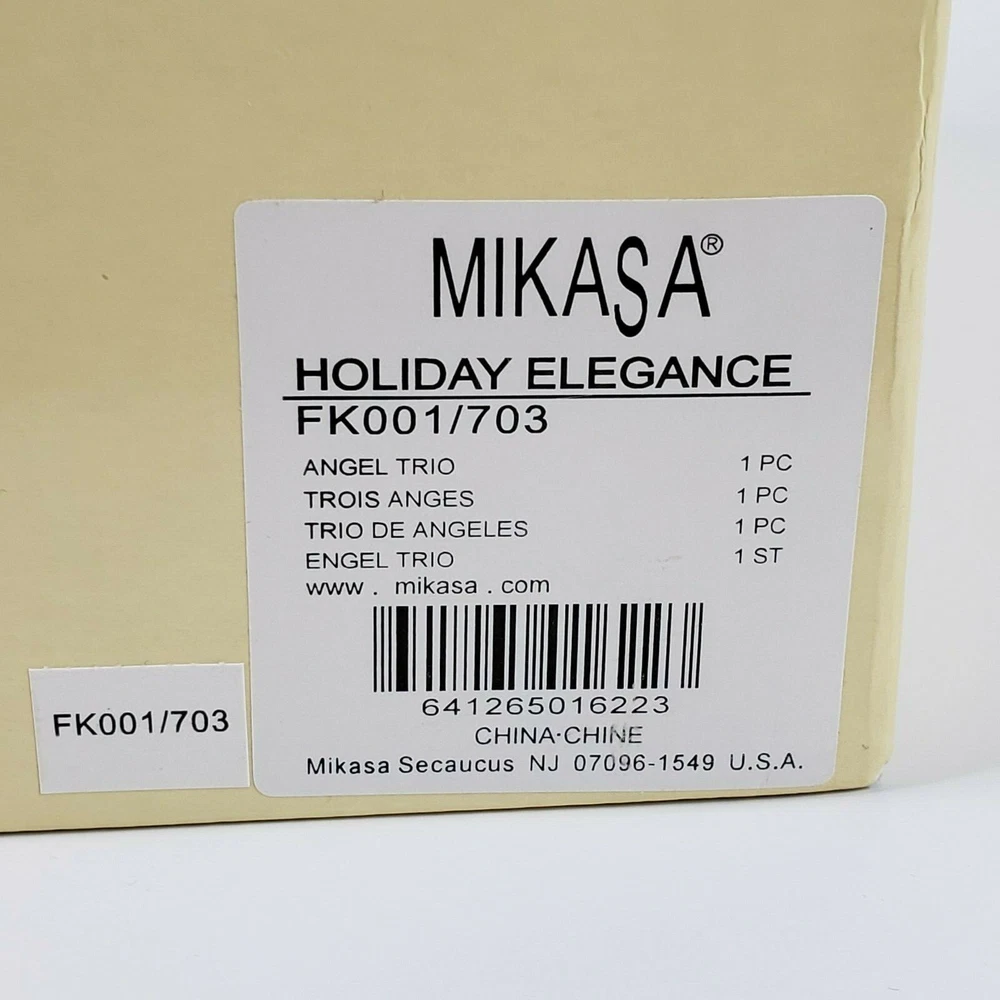 MIKASA®
HOLIDAY ELEGANCE
FK001/703
ANGEL TRIO 1 PC
TROIS ANGES 1 PC
TRIO DE ANGELES 1 PC
ENGEL TRIO 1 ST
www . mikasa . com
641265016223
CHINA·CHINE
Mikasa Secaucus NJ 07096-1549 U.S.A.
FK001/703